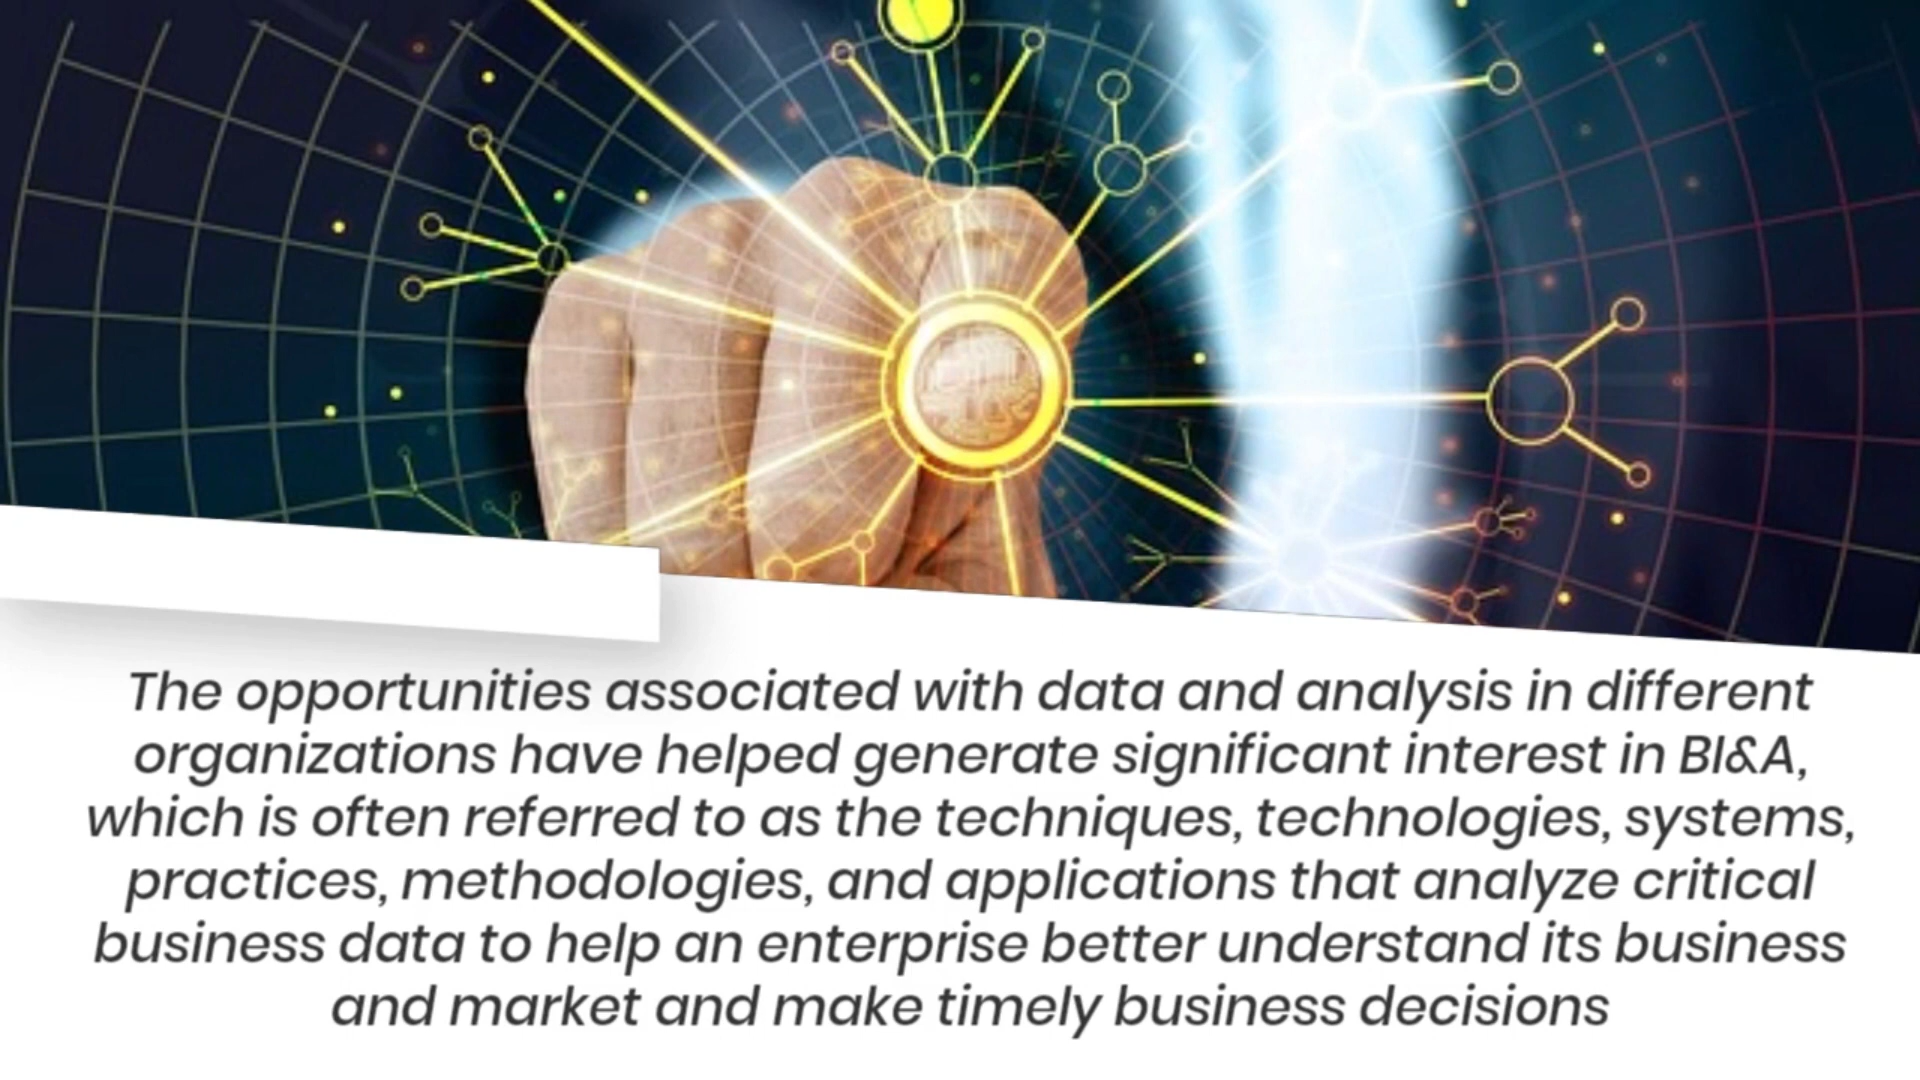 The opportunities associated with data and analysis in different
organizations have helped generate significant interest in BI&A,
which is often referred to as the techniques, technologies, systems,
practices, methodologies, and applications that analyze critical
business data to help an enterprise better understand its business
and market and make timely business decisions